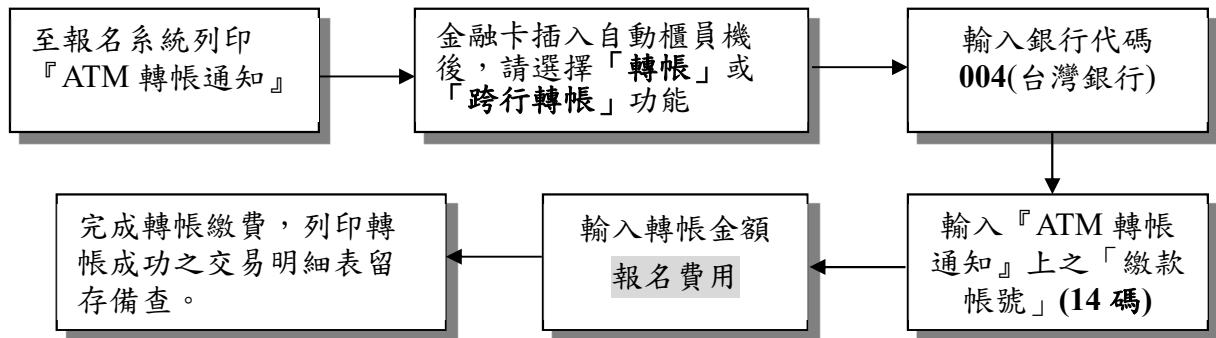 至報名系統列印
『ATM 轉帳通知』
金融卡插入自動櫃員機
後，請選擇「轉帳」或
「跨行轉帳」功能
輸入銀行代碼
004(台灣銀行)
輸入『ATM 轉帳
通知』上之「繳款
帳號」(14 碼)
輸入轉帳金額
報名費用
完成轉帳繳費，列印轉
帳成功之交易明細表留
存備查。